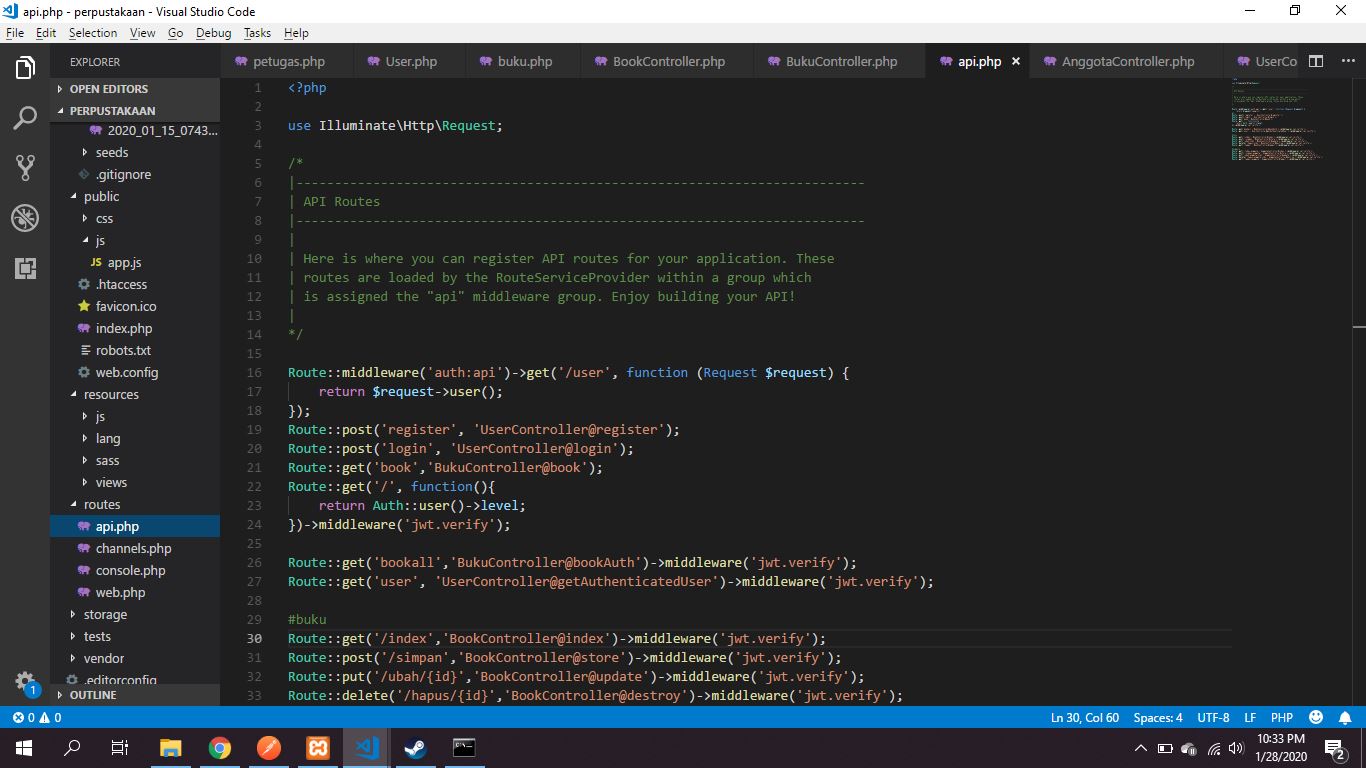 api.php - perpustakaan - Visual Studio Code
File Edit Selection View Go Debug Tasks Help
EXPLORER
OPEN EDITORS
PERPUSTAKAAN
2020_01_15_0743...
seeds
.gitignore
public
css
js
JS app.js
.htaccess
favicon.ico
index.php
robots.txt
web.config
resources
js
lang
sass
views
routes
api.php
channels.php
console.php
web.php
storage
tests
vendor
.editorconfig
OUTLINE
1
petugas.php User.php buku.php BookController.php BukuController.php api.php AnggotaController.php UserCo
1 <?php
2
3 use Illuminate\Http\Request;
4
5 /*
6 |--------------------------------------------------------------------------
7 | API Routes
8 |--------------------------------------------------------------------------
9 |
10 | Here is where you can register API routes for your application. These
11 | routes are loaded by the RouteServiceProvider within a group which
12 | is assigned the "api" middleware group. Enjoy building your API!
13 |
14 */
15
16 Route::middleware('auth:api')->get('/user', function (Request $request) {
17     return $request->user();
18 });
19 Route::post('register', 'UserController@register');
20 Route::post('login', 'UserController@login');
21 Route::get('book','BukuController@book');
22 Route::get('/', function(){
23     return Auth::user()->level;
24 })->middleware('jwt.verify');
25
26 Route::get('bookall','BukuController@bookAuth')->middleware('jwt.verify');
27 Route::get('user', 'UserController@getAuthenticatedUser')->middleware('jwt.verify');
28
29 #buku
30 Route::get('/index','BookController@index')->middleware('jwt.verify');
31 Route::post('/simpan','BookController@store')->middleware('jwt.verify');
32 Route::put('/ubah/{id}','BookController@update')->middleware('jwt.verify');
33 Route::delete('/hapus/{id}','BookController@destroy')->middleware('jwt.verify');
0 0 Ln 30, Col 60 Spaces: 4 UTF-8 LF PHP
10:33 PM
1/28/2020
2